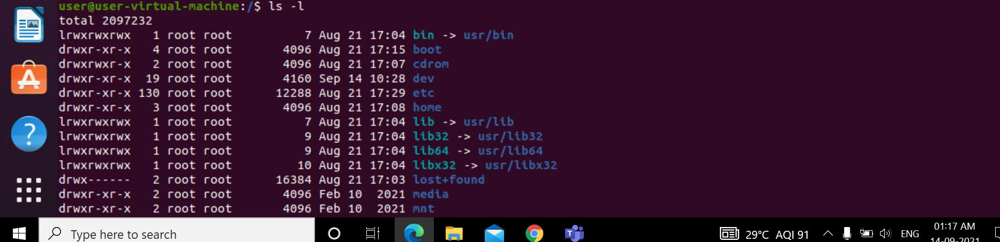 user@user-virtual-machine:/$ ls -l
total 2097232
lrwxrwxrwx   1 root root          7 Aug 21 17:04 bin -> usr/bin
drwxr-xr-x   4 root root       4096 Aug 21 17:15 boot
drwxrwxr-x   2 root root       4096 Aug 21 17:07 cdrom
drwxr-xr-x  19 root root       4160 Sep 14 10:28 dev
drwxr-xr-x 130 root root      12288 Aug 21 17:29 etc
drwxr-xr-x   3 root root       4096 Aug 21 17:08 home
lrwxrwxrwx   1 root root          7 Aug 21 17:04 lib -> usr/lib
lrwxrwxrwx   1 root root          9 Aug 21 17:04 lib32 -> usr/lib32
lrwxrwxrwx   1 root root          9 Aug 21 17:04 lib64 -> usr/lib64
lrwxrwxrwx   1 root root         10 Aug 21 17:04 libx32 -> usr/libx32
drwx------   2 root root      16384 Aug 21 17:03 lost+found
drwxr-xr-x   2 root root       4096 Feb 10  2021 media
drwxr-xr-x   2 root root       4096 Feb 10  2021 mnt
Type here to search
29°C AQI 91
ENG
01:17 AM
14-09-2021